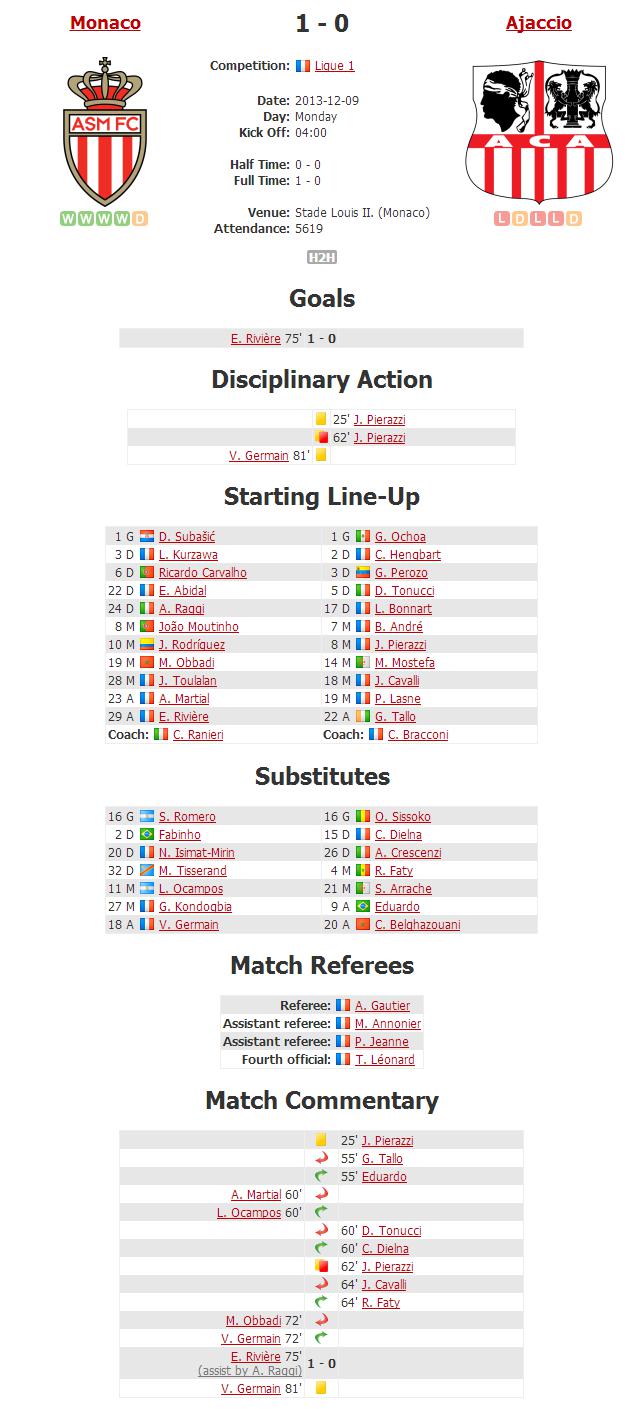 Monaco 1 - 0 Ajaccio
Competition: Ligue 1
ASM FC
Date: 2013-12-09
Day: Monday
Kick Off: 04:00
A C A
Half Time: 0 - 0
Full Time: 1 - 0
Venue: Stade Louis II. (Monaco)
W W W W D
L D L L D
Attendance: 5619
H2H
Goals
E. Rivière 75' 1 - 0
Disciplinary Action
25' J. Pierazzi
62' J. Pierazzi
V. Germain 81'
Starting Line-Up
1 G D. Subašić 1 G G. Ochoa
3 D L. Kurzawa 2 D C. Hengbart
6 D Ricardo Carvalho 3 D G. Perozo
22 D E. Abidal 5 D D. Tonucci
24 D A. Raggi 17 D L. Bonnart
8 M João Moutinho 7 M B. André
10 M J. Rodríguez 8 M J. Pierazzi
19 M M. Obbadi 14 M M. Mostefa
28 M J. Toulalan 18 M J. Cavalli
23 A A. Martial 19 M P. Lasne
29 A E. Rivière 22 A G. Tallo
Coach: C. Ranieri Coach: C. Bracconi
Substitutes
16 G S. Romero 16 G O. Sissoko
2 D Fabinho 15 D C. Dielna
20 D N. Isimat-Mirin 26 D A. Crescenzi
32 D M. Tisserand 4 M R. Faty
11 M L. Ocampos 21 M S. Arrache
27 M G. Kondogbia 9 A Eduardo
18 A V. Germain 20 A C. Belghazouani
Match Referees
Referee: A. Gautier
Assistant referee: M. Annonier
Assistant referee: P. Jeanne
Fourth official: T. Léonard
Match Commentary
25' J. Pierazzi
55' G. Tallo
55' Eduardo
A. Martial 60'
L. Ocampos 60'
60' D. Tonucci
60' C. Dielna
62' J. Pierazzi
64' J. Cavalli
64' R. Faty
M. Obbadi 72'
V. Germain 72'
E. Rivière 75' 1 - 0
(assist by A. Raggi)
V. Germain 81'